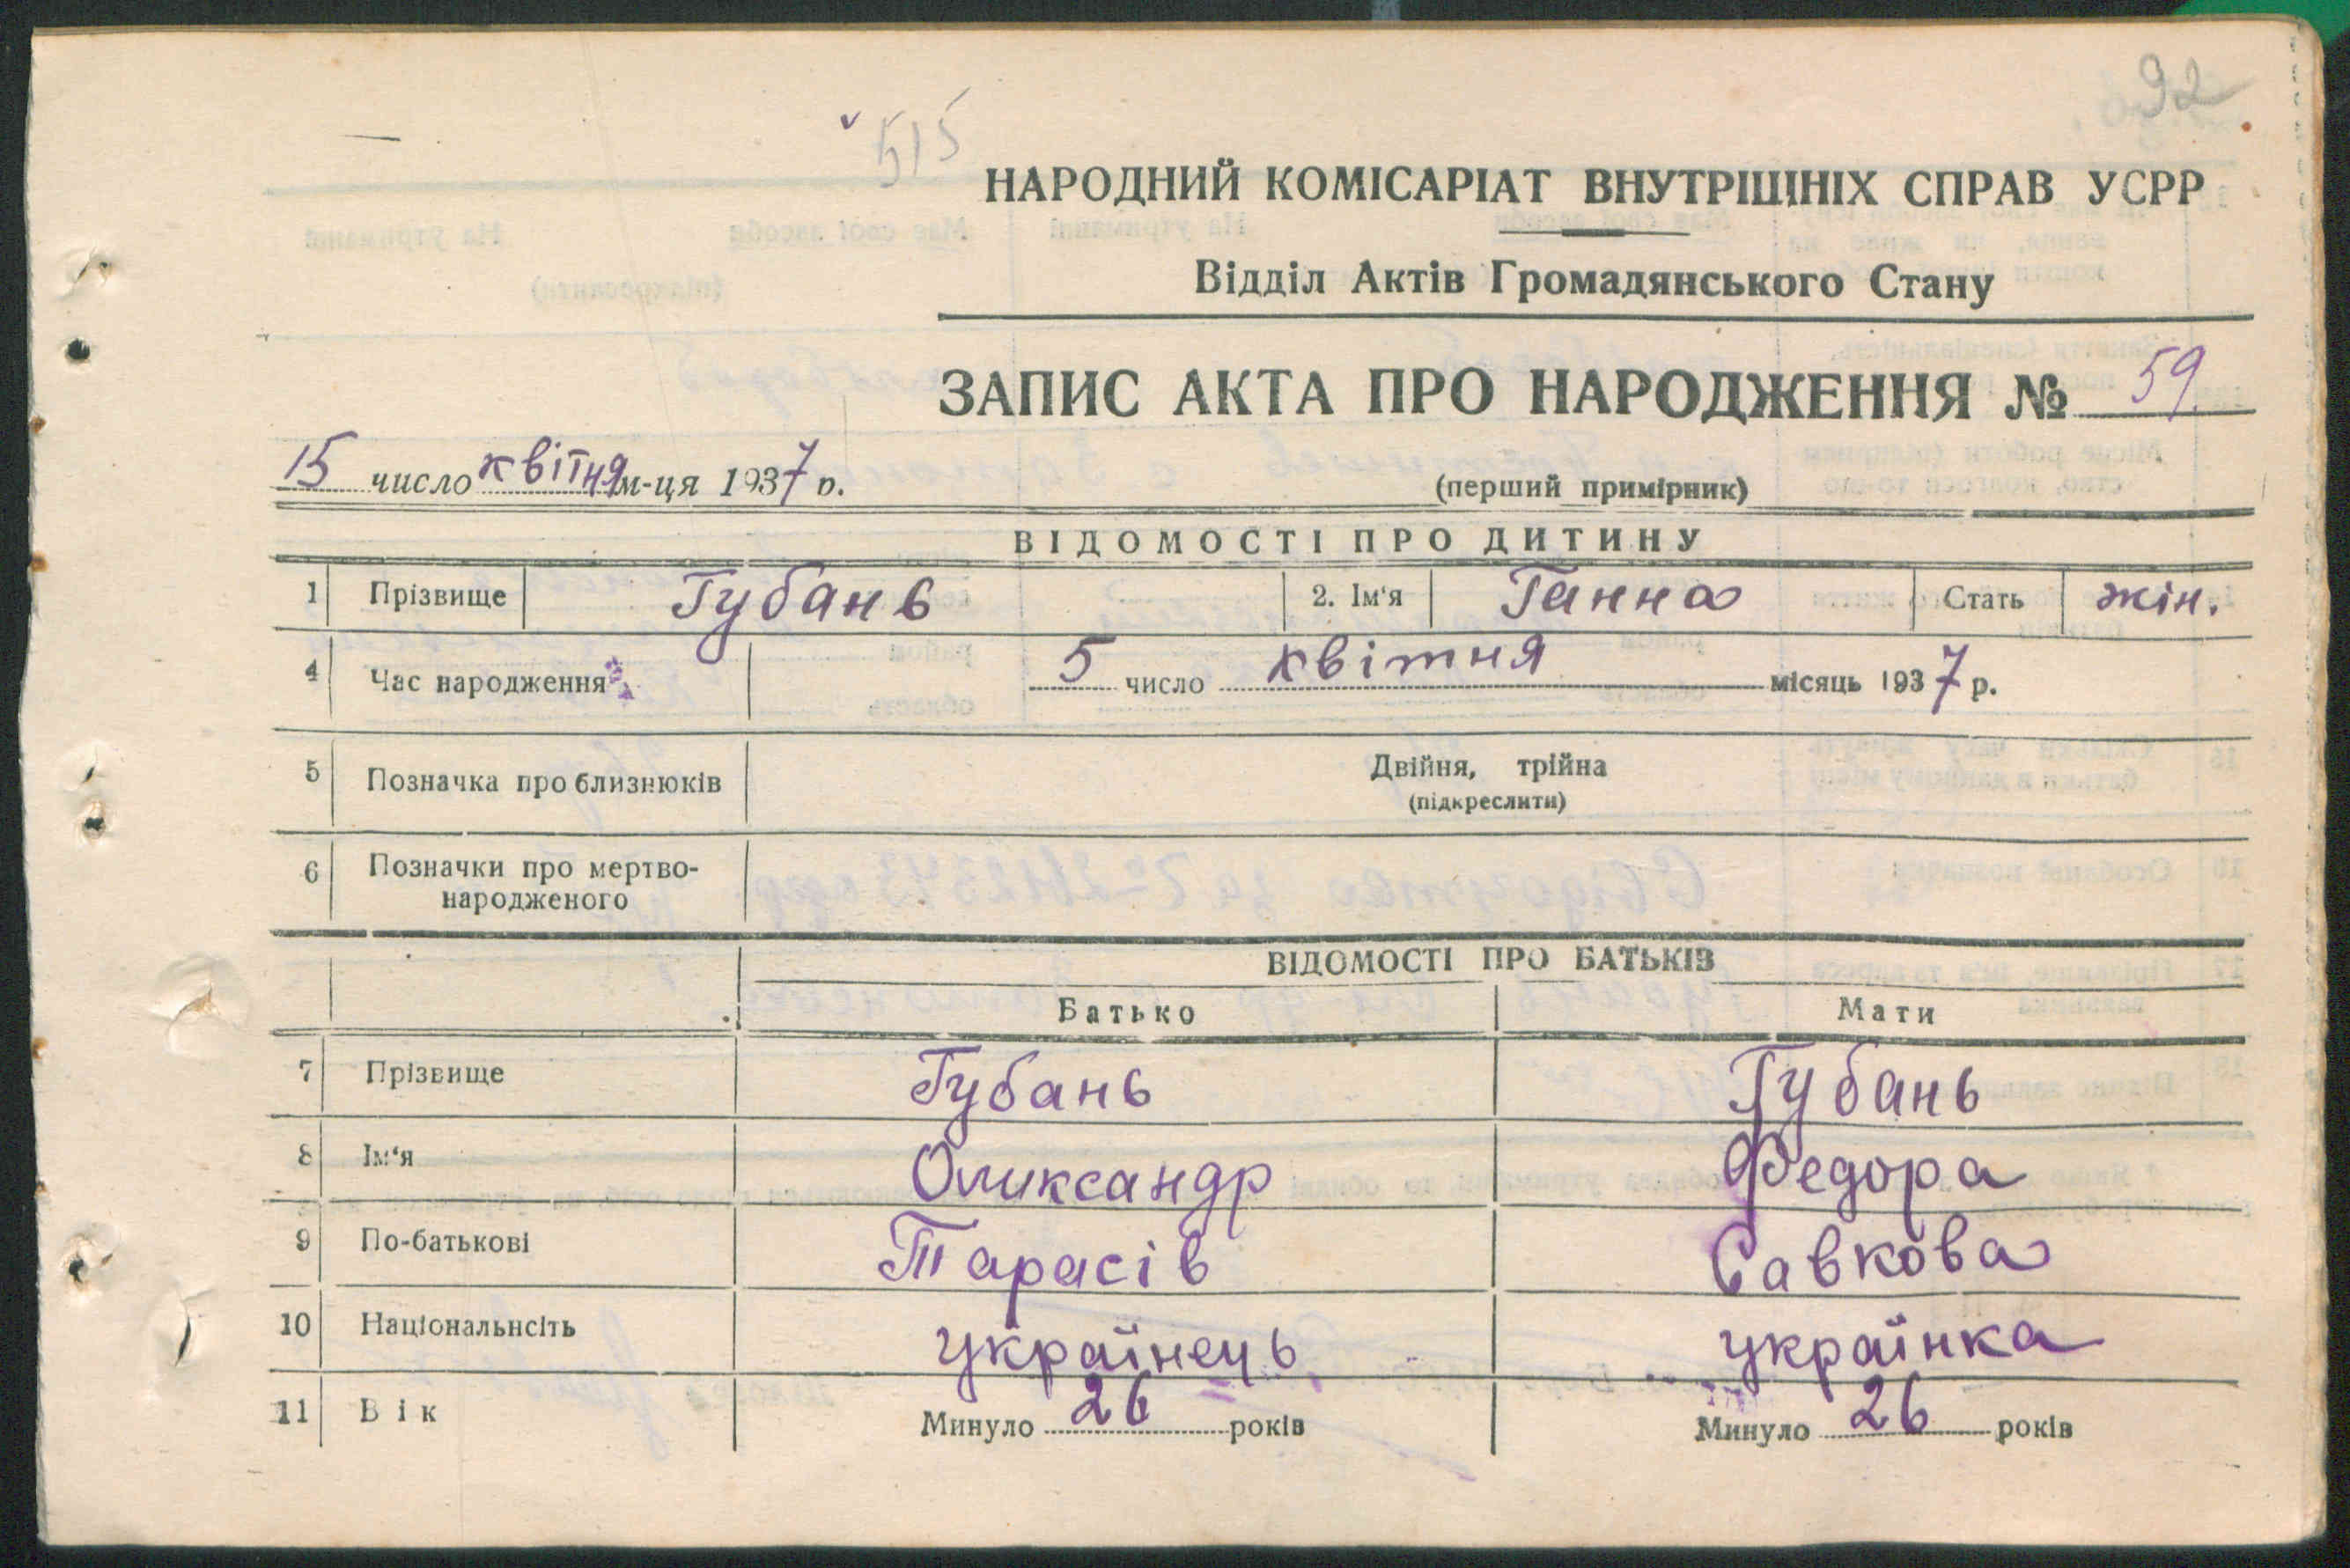 92
515
НАРОДНИЙ КОМІСАРІАТ ВНУТРІШНІХ СПРАВ УСРР
Відділ Актів Громадянського Стану
ЗАПИС АКТА ПРО НАРОДЖЕННЯ № 59
15 число квітня м-ця 1937 р. (перший примірник)
ВІДОМОСТІ ПРО ДИТИНУ
1 Прізвище Губань 2. Ім'я Ганна Стать жін.
4 Час народження 5 число квітня місяць 1937 р.
5 Позначка про близнюків Двійня, трійна
(підкреслити)
6 Позначки про мертво-
народженого
ВІДОМОСТІ ПРО БАТЬКІВ
Батько Мати
7 Прізвище Губань Губань
8 Ім'я Оликсандр Федора
9 По-батькові Тарасів Савкова
10 Національнсіть українець українка
11 Вік Минуло 26 років Минуло 26 років